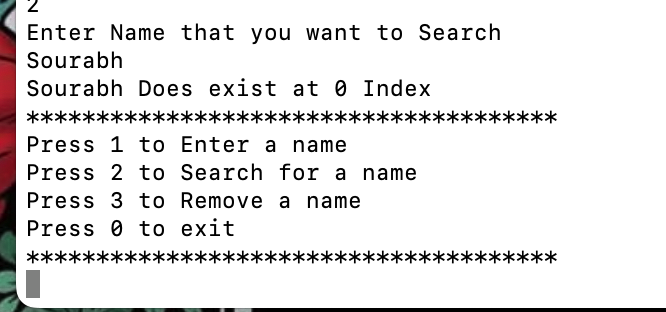 2
Enter Name that you want to Search
Sourabh
Sourabh Does exist at 0 Index
**************************************
Press 1 to Enter a name
Press 2 to Search for a name
Press 3 to Remove a name
Press 0 to exit
**************************************